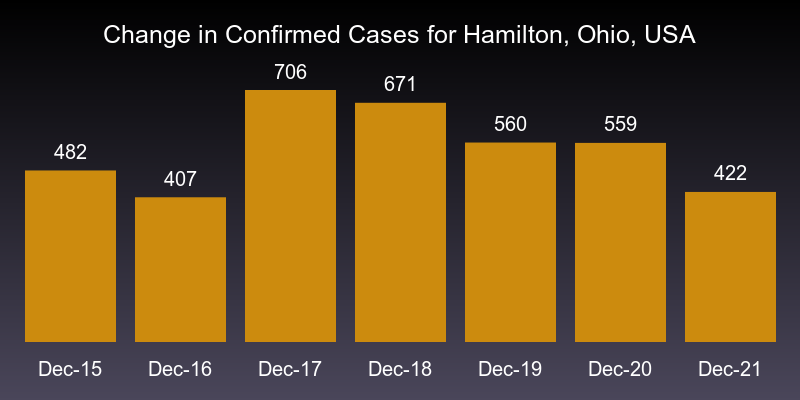 Change in Confirmed Cases for Hamilton, Ohio, USA
482
407
706
671
560
559
422
Dec-15
Dec-16
Dec-17
Dec-18
Dec-19
Dec-20
Dec-21